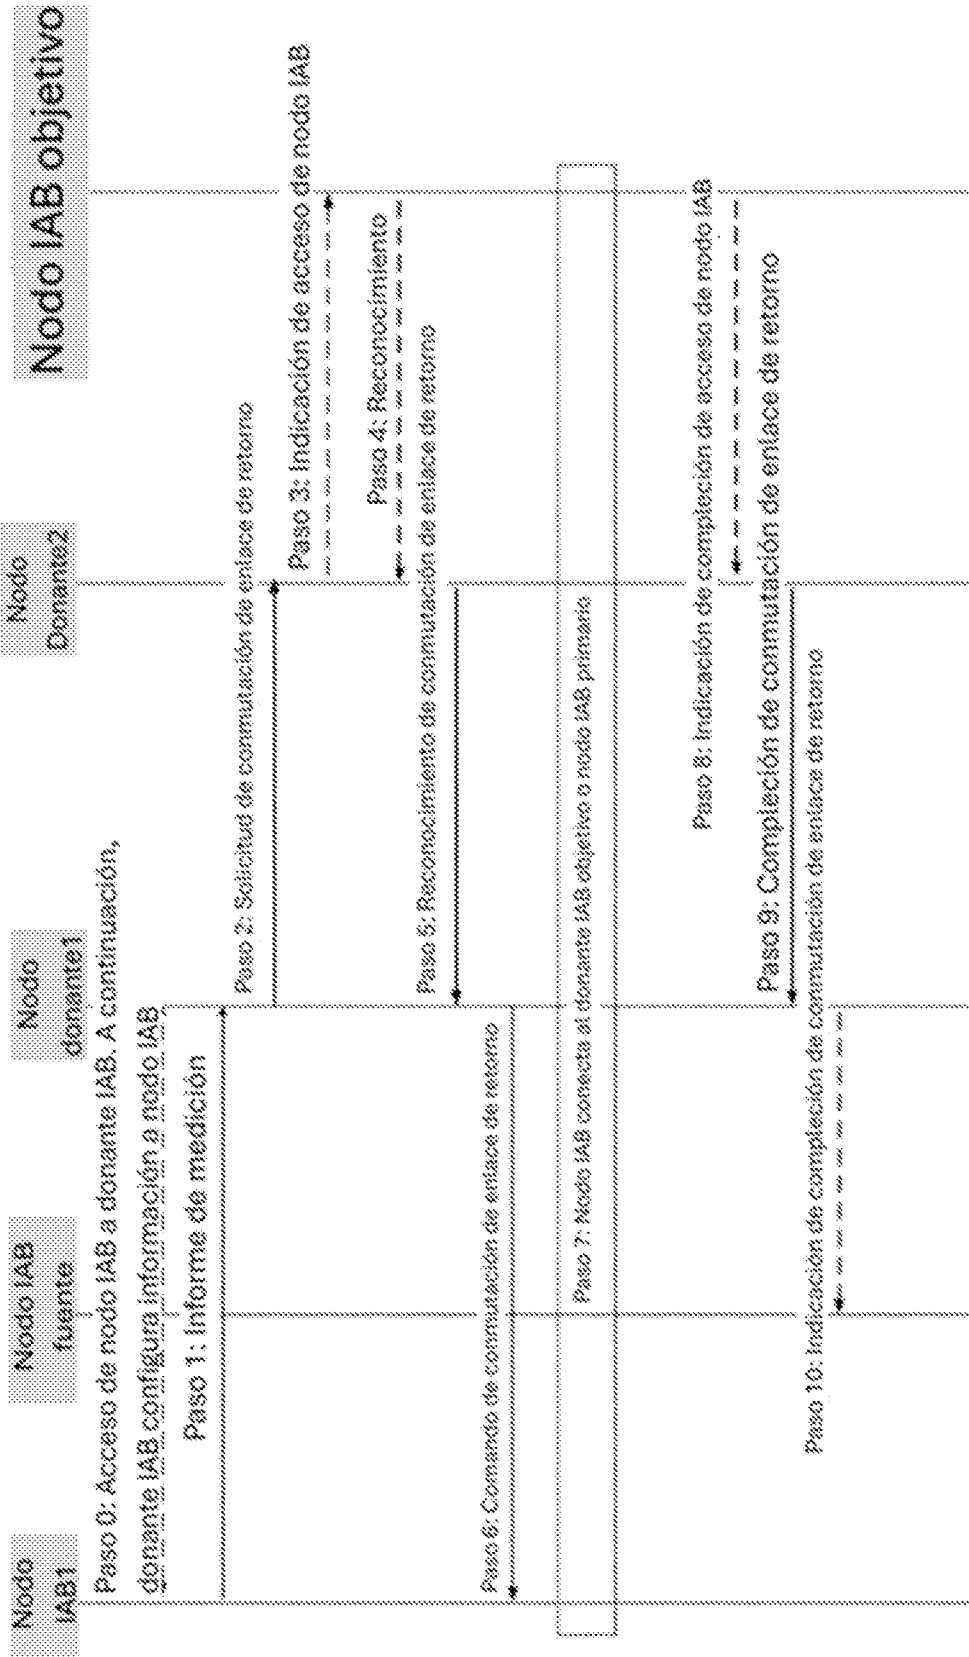 Nodo
IAB1
Nodo IAB
fuante
Nodo
donante1
Nodo
Donante2
Nodo IAB objetivo
Paso 0: Acceso de nodo IAB a donante IAB. A continuación,
donante IAB configura información a nodo IAB
Paso 1: Informe de medición
Paso 2: Solicitud de conmutación de enlace de retorno
Paso 3: Indicación de acceso de nodo IAB
Paso 4: Reconocimiento
Paso 5: Reconocimiento de conmutación de enlace de retorno
Paso 6: Comando de conmutación de enlace de retorno
Paso 7: Nodo IAB conecta al donante IAB objetivo o nodo IAB primario
Paso 8: Indicación de compleción de acceso de nodo IAB
Paso 9: Compleción de conmutación de enlace de retorno
Paso 10: Indicación de compleción de conmutación de enlace de retorno